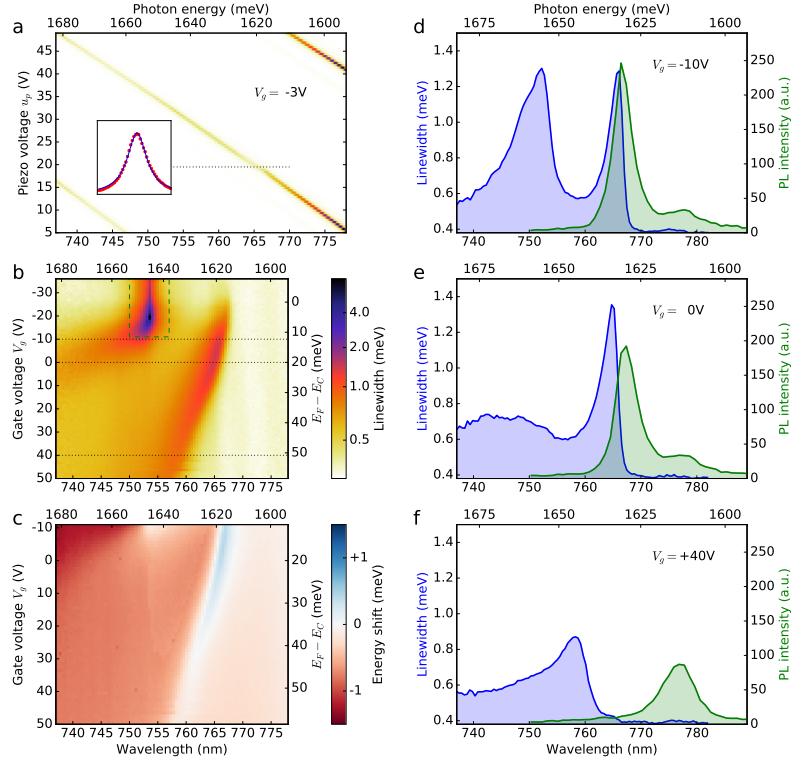 Photon energy (meV)
1680 1660 1640 1620 1600
a
45
40
35
30
25
20
15
10
5
Piezo voltage u_p (V)
V_g = -3V
740 745 750 755 760 765 770 775
1680 1660 1640 1620 1600
b
-30
-20
-10
0
10
20
30
40
50
Gate voltage V_g (V)
0
10
20
30
40
50
E_F − E_C (meV)
4.0
2.0
1.0
0.5
Linewidth (meV)
740 745 750 755 760 765 770 775
1680 1660 1640 1620 1600
c
-10
0
10
20
30
40
50
Gate voltage V_g (V)
20
30
40
50
E_F − E_C (meV)
+1
0
-1
Energy shift (meV)
740 745 750 755 760 765 770 775
Wavelength (nm)
Photon energy (meV)
1675 1650 1625 1600
d
1.4
1.2
1.0
0.8
0.6
0.4
Linewidth (meV)
V_g = -10V
250
200
150
100
50
0
PL intensity (a.u.)
740 760 780
1675 1650 1625 1600
e
1.4
1.2
1.0
0.8
0.6
0.4
Linewidth (meV)
V_g = 0V
250
200
150
100
50
0
PL intensity (a.u.)
740 760 780
1675 1650 1625 1600
f
1.4
1.2
1.0
0.8
0.6
0.4
Linewidth (meV)
V_g = +40V
250
200
150
100
50
0
PL intensity (a.u.)
740 760 780
Wavelength (nm)